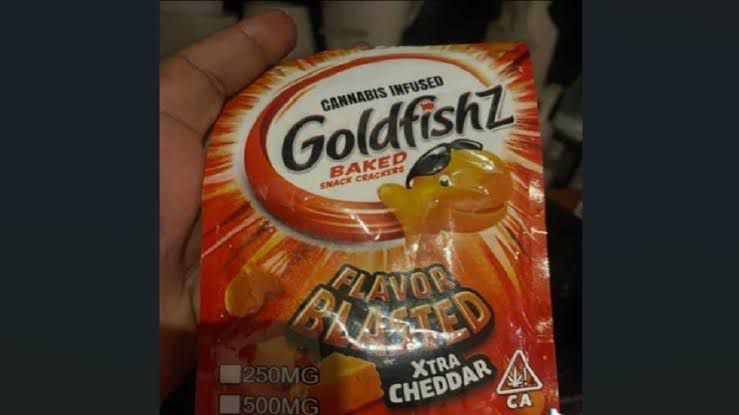 CANNABIS INFUSED
GoldfishZ
BAKED
SNACK CRACKERS
FLAVOR
BLASTED
XTRA
CHEDDAR
250MG
500MG
!
CA